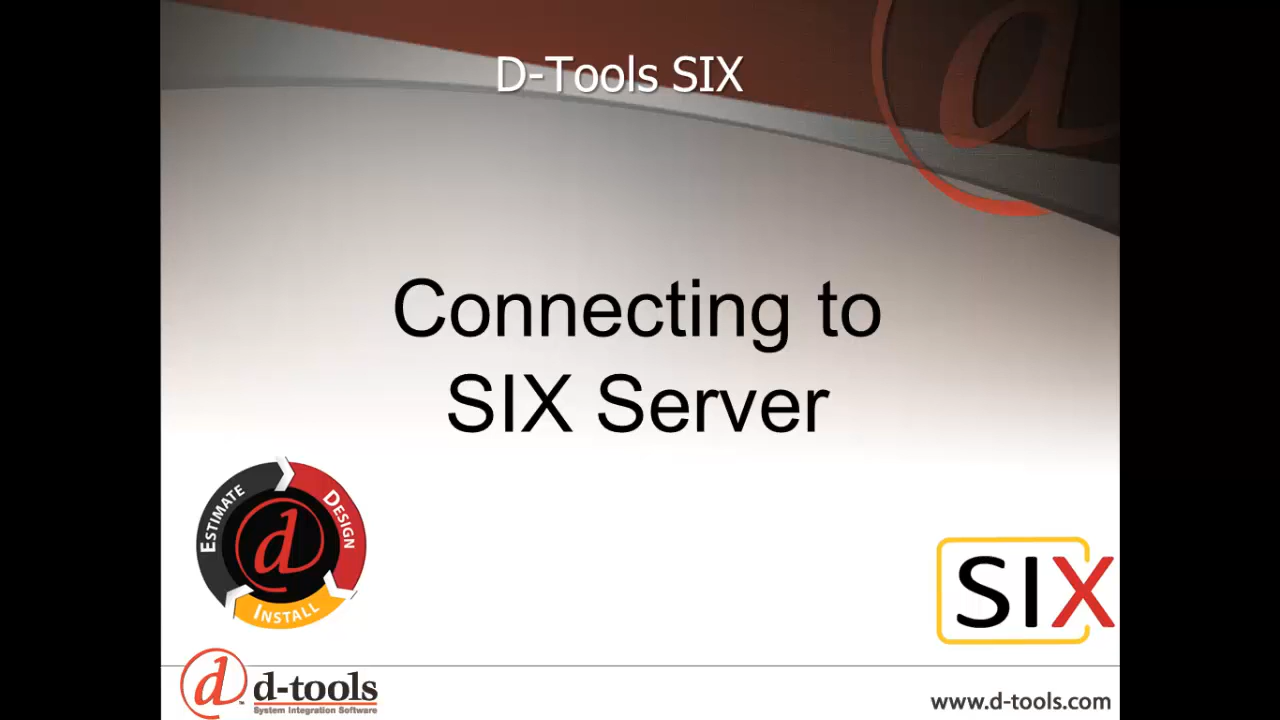 D-Tools SIX
Connecting to
SIX Server
ESTIMATE
DESIGN
INSTALL
d
SIX
d
d-tools
System Integration Software
www.d-tools.com